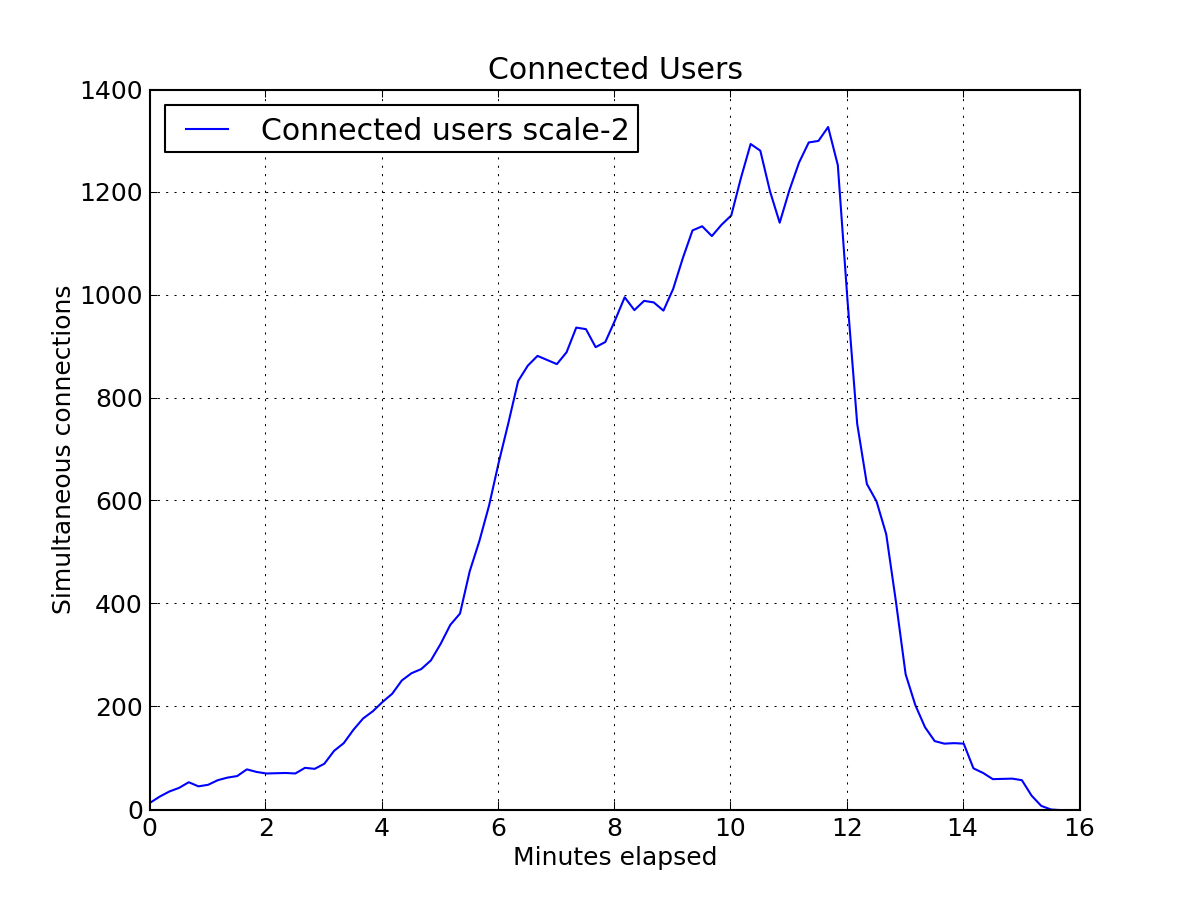 Connected Users
Connected users scale-2
Simultaneous connections
1400
1200
1000
800
600
400
200
0
0 2 4 6 8 10 12 14 16
Minutes elapsed